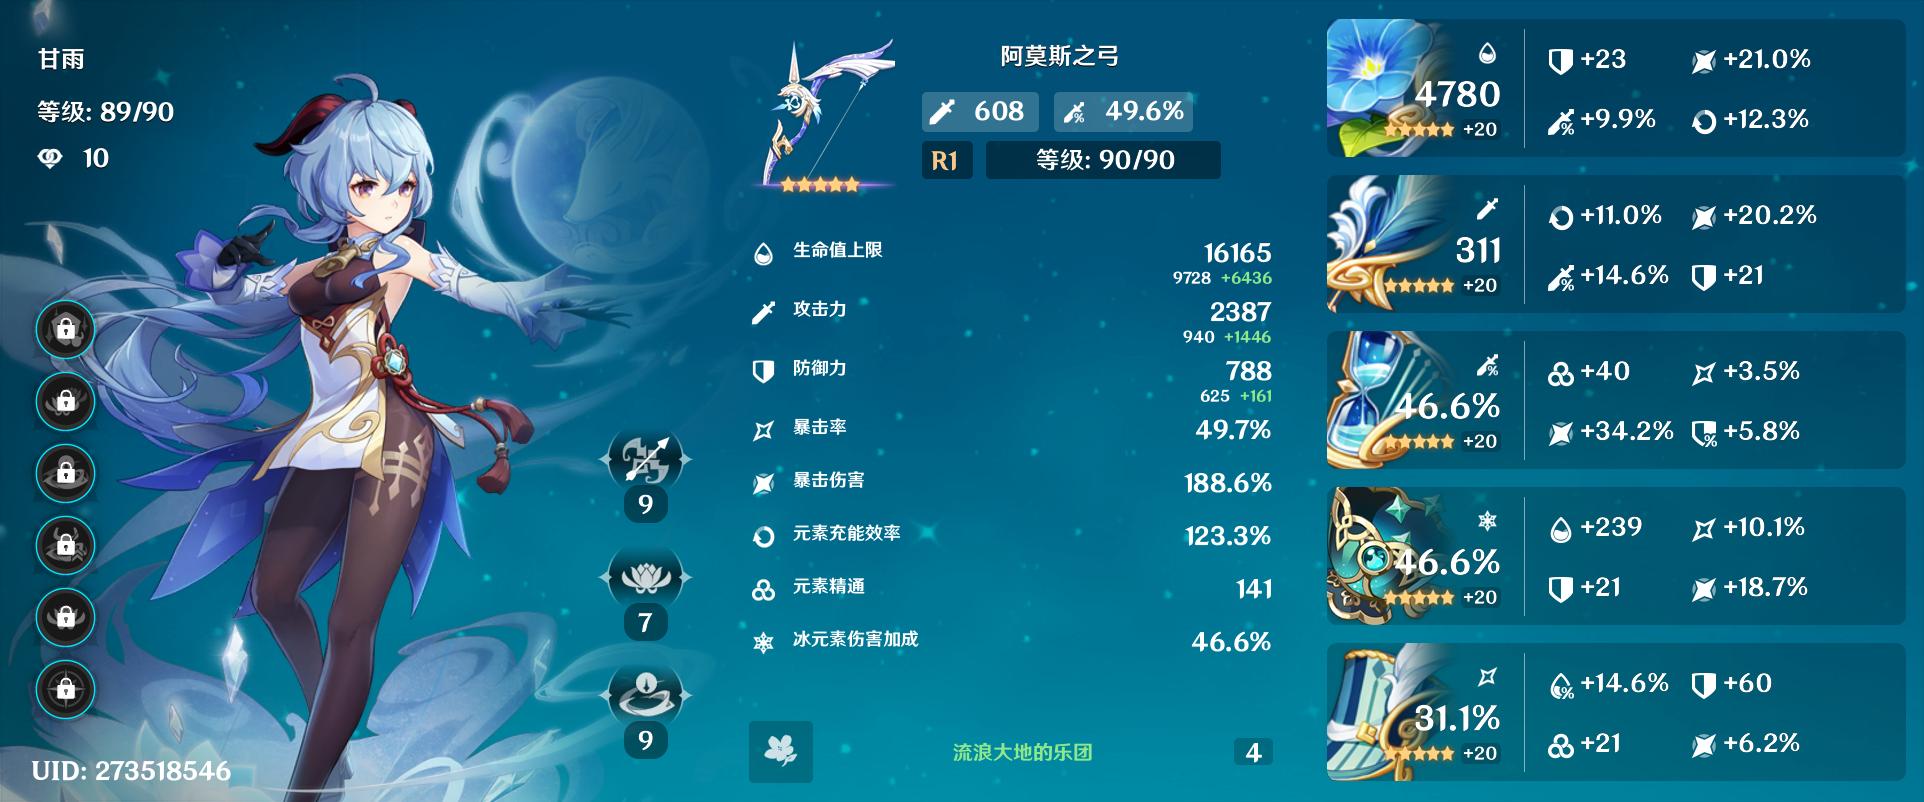 甘雨
等级: 89/90
10
9
7
9
UID: 273518546
阿莫斯之弓
608 49.6%
R1 等级: 90/90
生命值上限 16165
9728 +6436
攻击力 2387
940 +1446
防御力 788
625 +161
暴击率 49.7%
暴击伤害 188.6%
元素充能效率 123.3%
元素精通 141
冰元素伤害加成 46.6%
流浪大地的乐团 4
4780
+20
+23 +21.0%
+9.9% +12.3%
311
+20
+11.0% +20.2%
+14.6% +21
46.6%
+20
+40 +3.5%
+34.2% +5.8%
46.6%
+20
+239 +10.1%
+21 +18.7%
31.1%
+20
+14.6% +60
+21 +6.2%